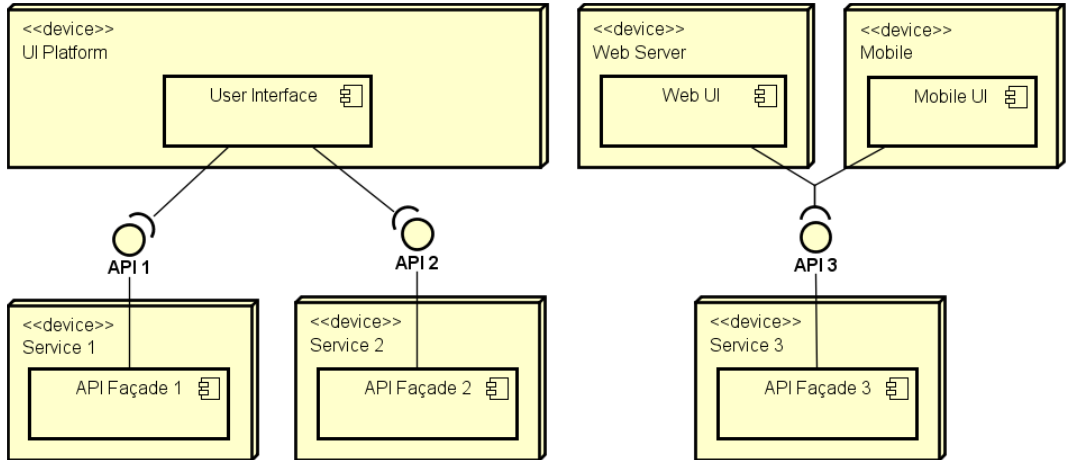 <<device>>
UI Platform
User Interface
<<device>>
Web Server
Web UI
<<device>>
Mobile
Mobile UI
API 1
API 2
API 3
<<device>>
Service 1
API Façade 1
<<device>>
Service 2
API Façade 2
<<device>>
Service 3
API Façade 3